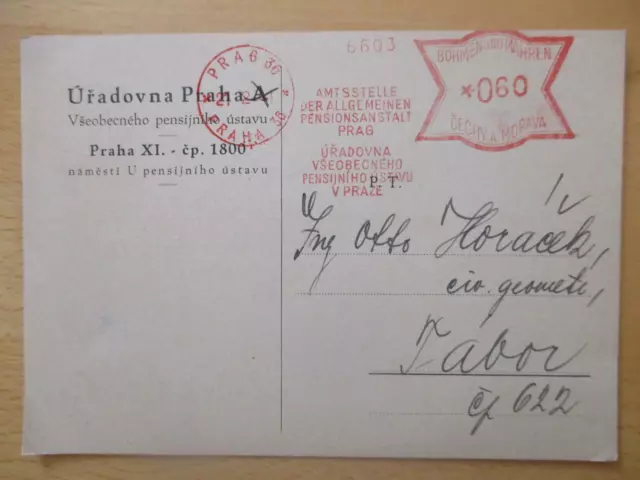 Úřadovna Praha A
Všeobecného pensijního ústavu
Praha XI. - čp. 1800
náměstí U pensijního ústavu
PRAG 36
PRAHA 36
6603
AMTSSTELLE
DER ALLGEMEINEN
PENSIONSANSTALT
PRAG
ÚŘADOVNA
VŠEOBECNÉHO
PENSIJNÍHO ÚSTAVU
V PRAZE
BÖHMEN UND MÄHREN
*060
ČECHY A MORAVA
P. T.
Ing Otto Horáček,
civ. geometr,
Tábor
čp 622